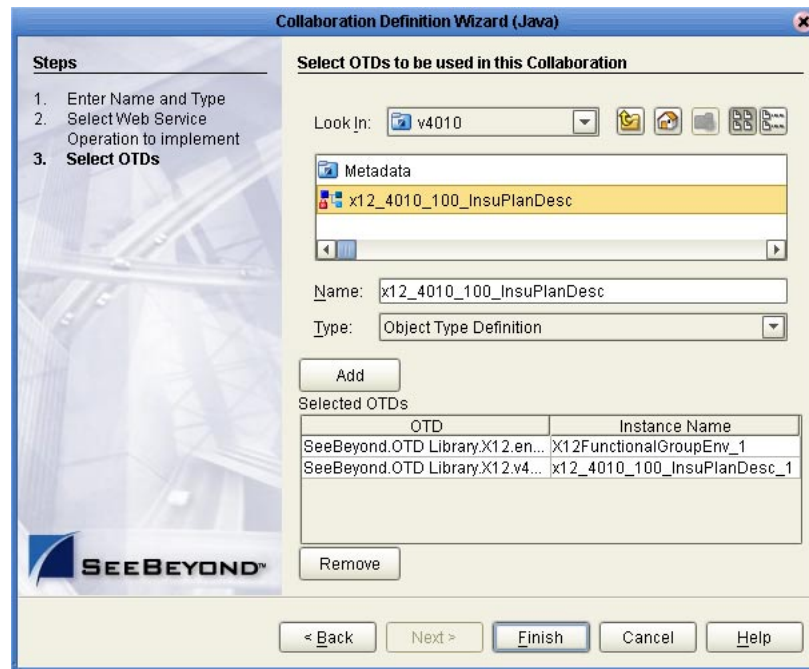 Collaboration Definition Wizard (Java)
Steps
1. Enter Name and Type
2. Select Web Service
Operation to implement
3. Select OTDs
SEEBEYOND™
Select OTDs to be used in this Collaboration
Look In: v4010
Metadata
x12_4010_100_InsuPlanDesc
Name: x12_4010_100_InsuPlanDesc
Type: Object Type Definition
Add
Selected OTDs
OTD Instance Name
SeeBeyond.OTD Library.X12.en... X12FunctionalGroupEnv_1
SeeBeyond.OTD Library.X12.v4... x12_4010_100_InsuPlanDesc_1
Remove
< Back Next > Finish Cancel Help